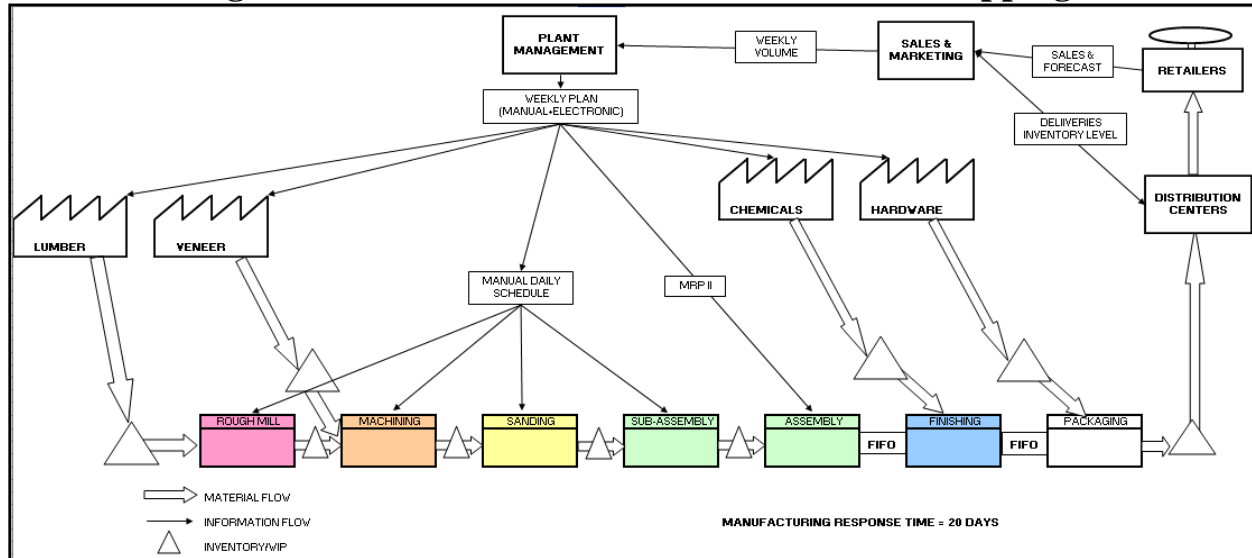 PLANT
MANAGEMENT
WEEKLY
VOLUME
SALES &
MARKETING
SALES &
FORECAST
RETAILERS
WEEKLY PLAN
(MANUAL+ELECTRONIC)
DELIIVERIES
INVENTORY LEVEL
LUMBER
VENEER
CHEMICALS
HARDWARE
DISTRIBUTION
CENTERS
MANUAL DAILY
SCHEDULE
MRP II
ROUGH MILL
MACHINING
SANDING
SUB-ASSEMBLY
ASSEMBLY
FIFO
FINISHING
FIFO
PACKAGING
MATERIAL FLOW
INFORMATION FLOW
INVENTORY/WIP
MANUFACTURING RESPONSE TIME = 20 DAYS